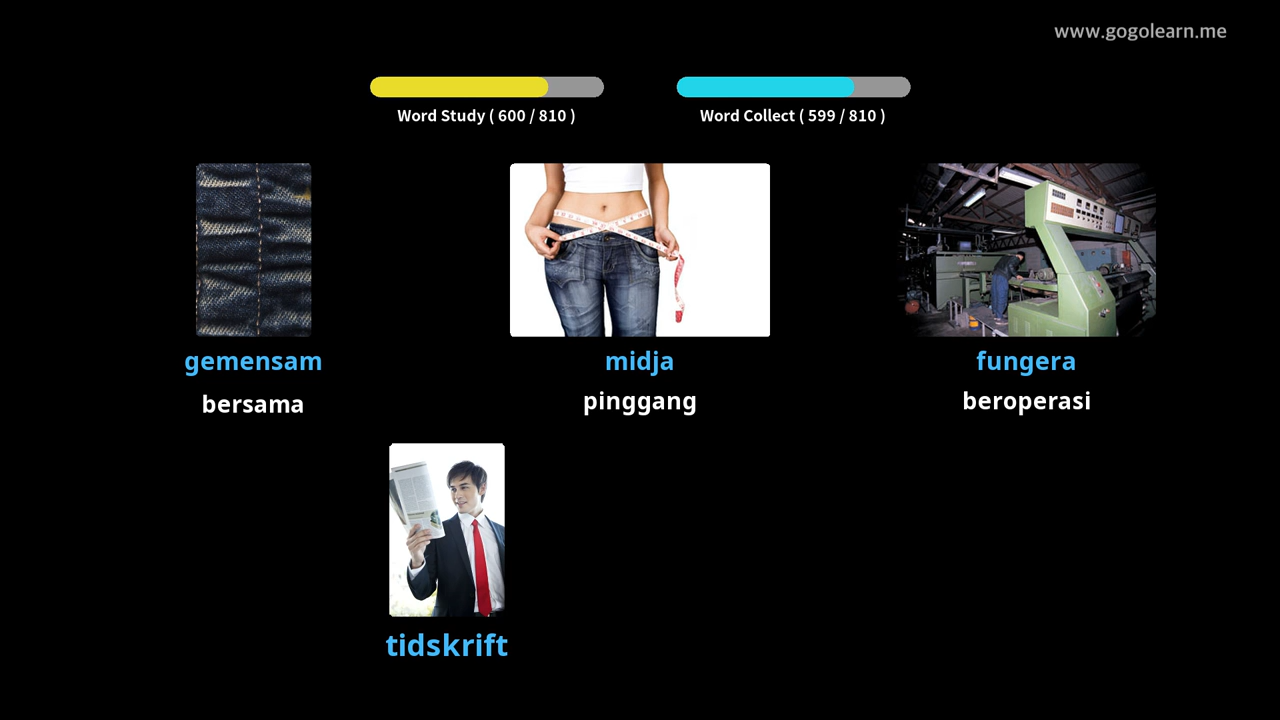 www.gogolearn.me
Word Study ( 600 / 810 )
Word Collect ( 599 / 810 )
gemensam
bersama
midja
pinggang
fungera
beroperasi
tidskrift